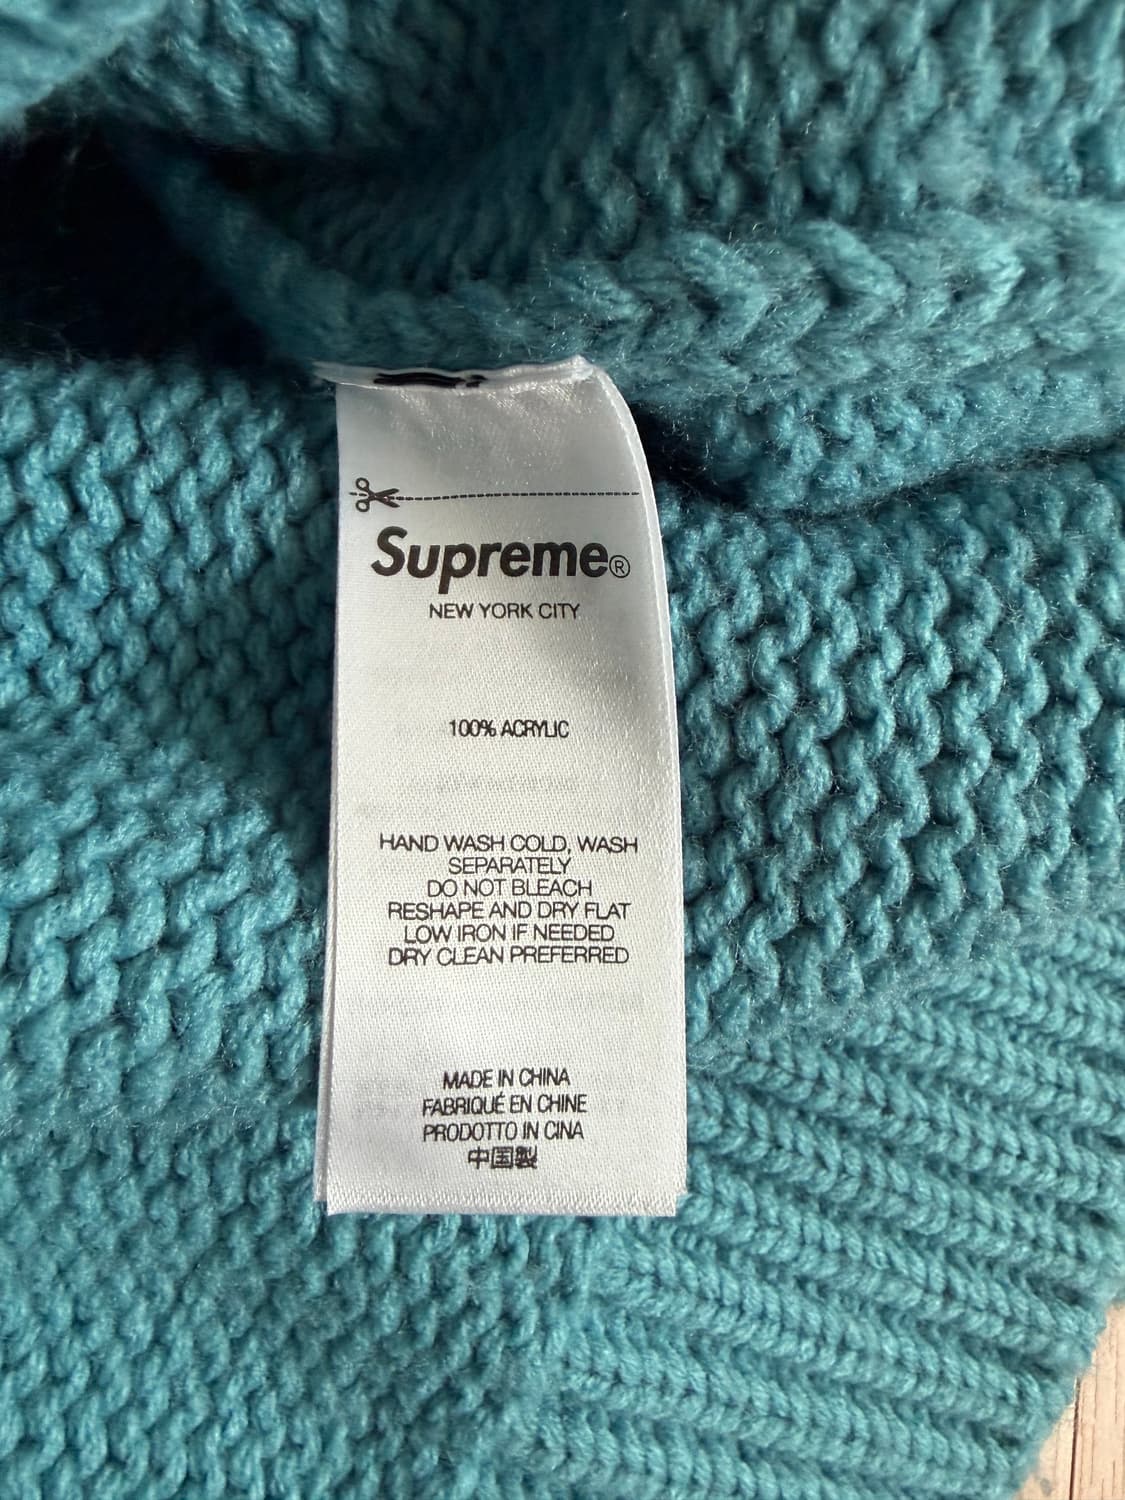 Supreme®
NEW YORK CITY
100% ACRYLIC
HAND WASH COLD, WASH
SEPARATELY
DO NOT BLEACH
RESHAPE AND DRY FLAT
LOW IRON IF NEEDED
DRY CLEAN PREFERRED
MADE IN CHINA
FABRIQUÉ EN CHINE
PRODOTTO IN CINA
中国製